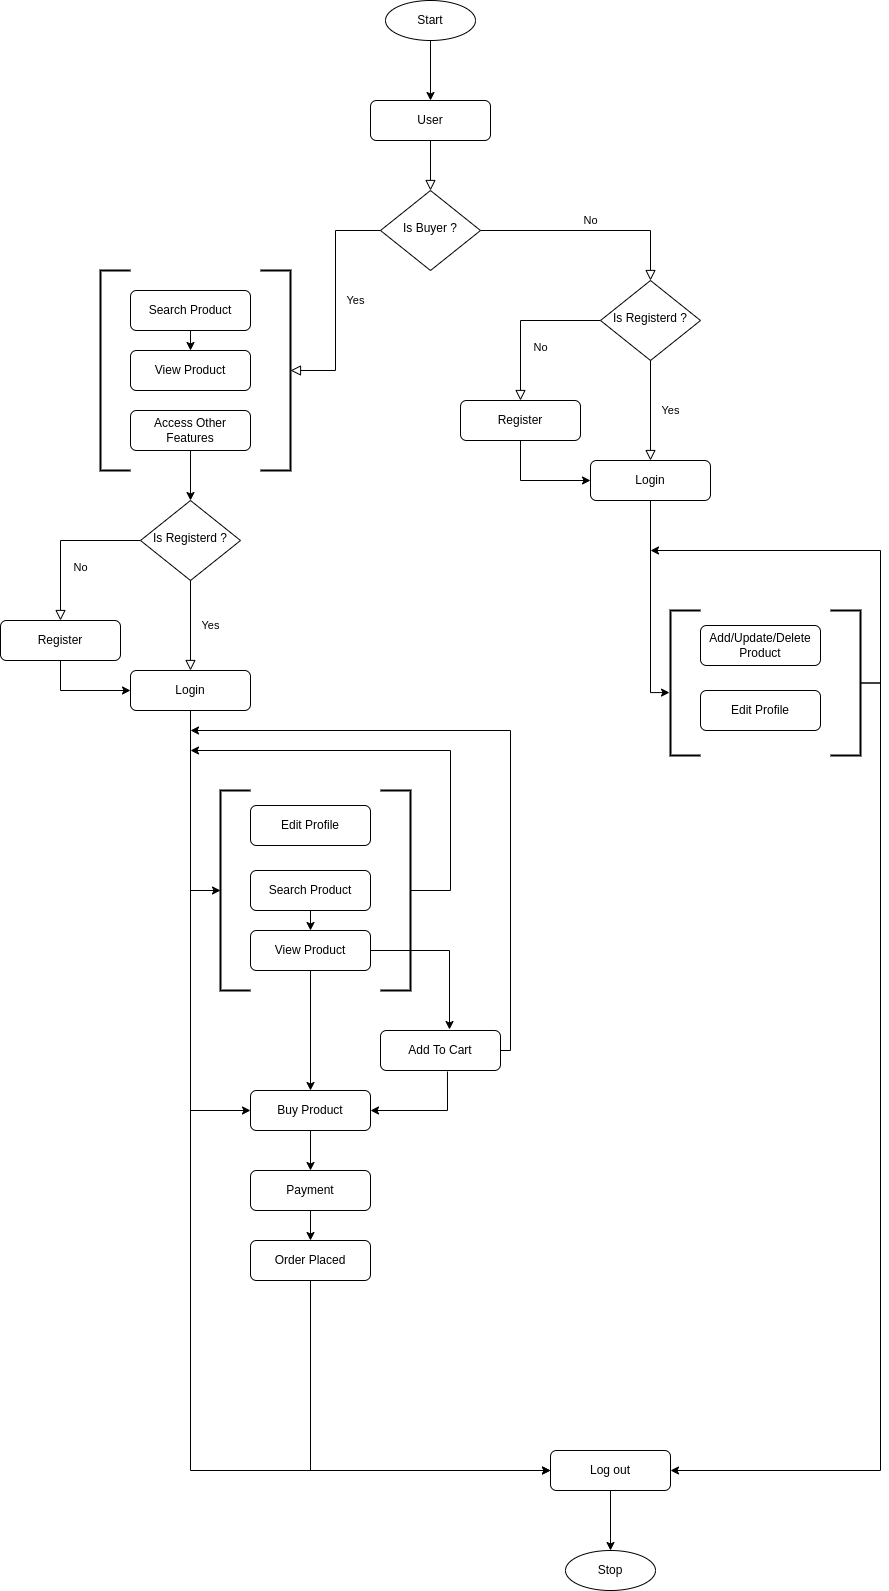 Start
User
Is Buyer ?
No
Yes
Search Product
View Product
Access Other
Features
Is Registerd ?
No
Yes
Register
Login
Is Registerd ?
No
Yes
Register
Login
Add/Update/Delete
Product
Edit Profile
Edit Profile
Search Product
View Product
Add To Cart
Buy Product
Payment
Order Placed
Log out
Stop